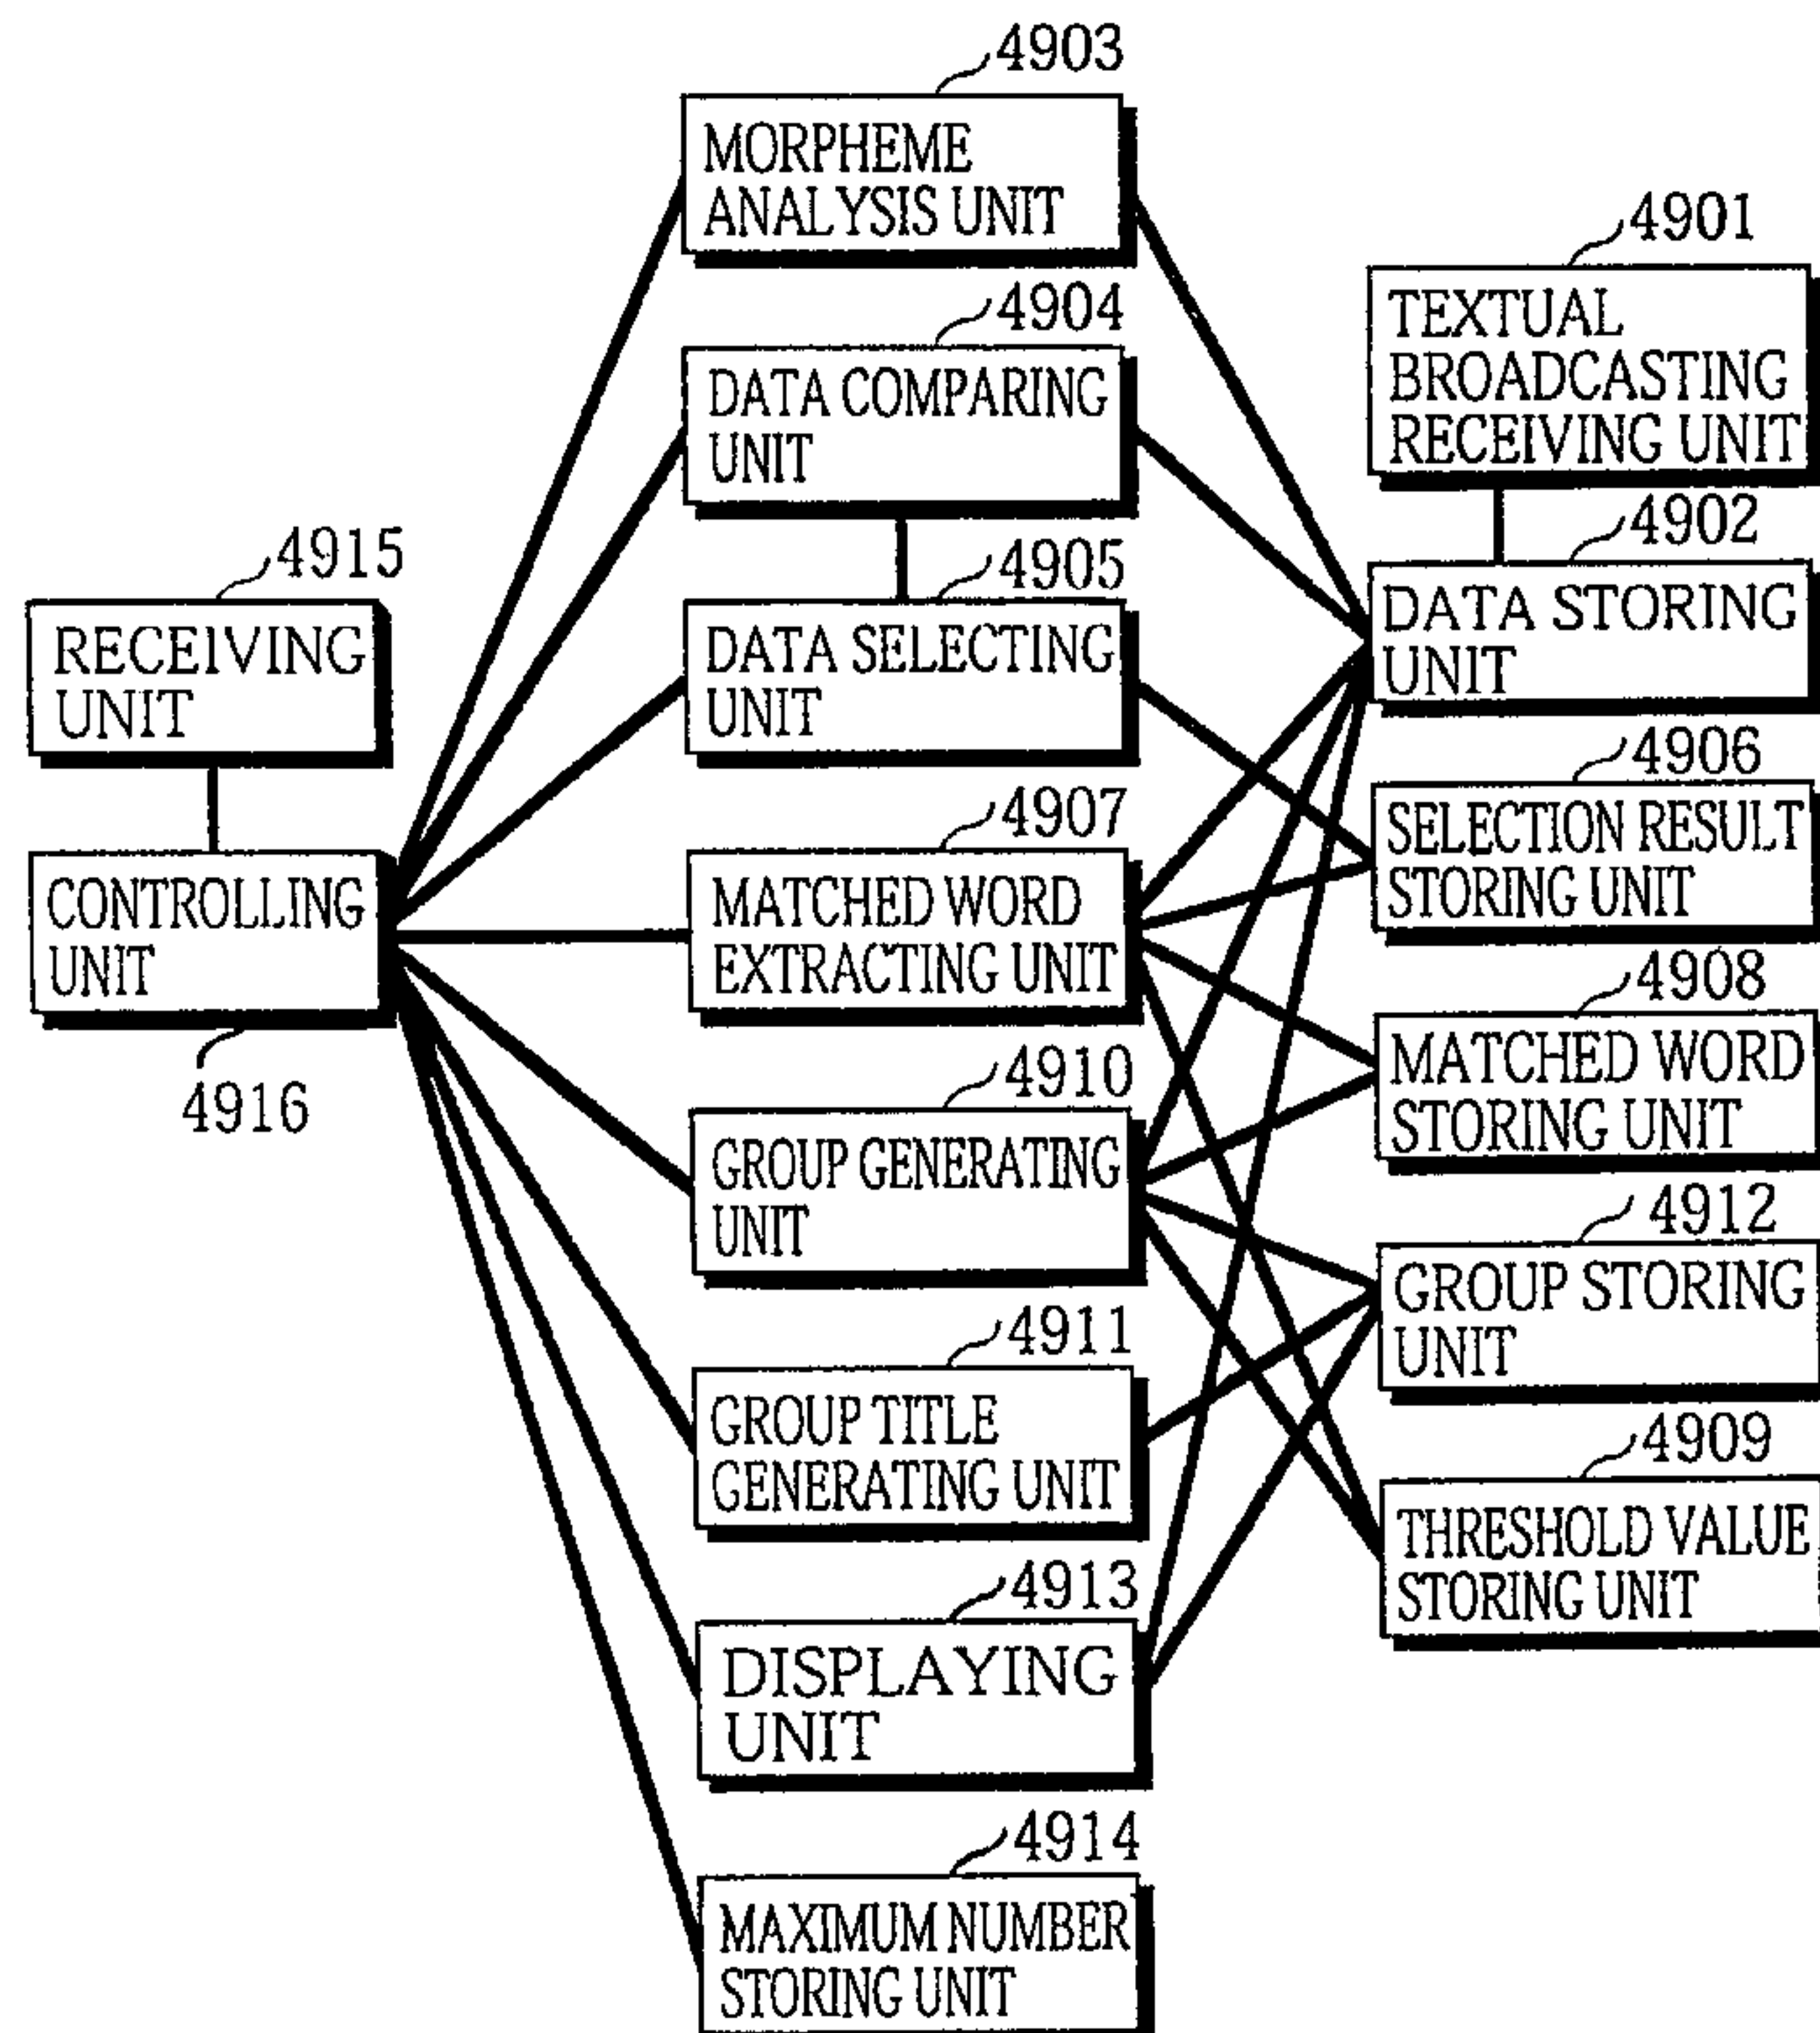 4903
MORPHEME
ANALYSIS UNIT
4901
TEXTUAL
BROADCASTING
RECEIVING UNIT
4904
DATA COMPARING
UNIT
4902
DATA STORING
UNIT
4915
RECEIVING
UNIT
4905
DATA SELECTING
UNIT
4906
SELECTION RESULT
STORING UNIT
4907
MATCHED WORD
EXTRACTING UNIT
CONTROLLING
UNIT
4916
4908
MATCHED WORD
STORING UNIT
4910
GROUP GENERATING
UNIT
4912
GROUP STORING
UNIT
4911
GROUP TITLE
GENERATING UNIT
4909
THRESHOLD VALUE
STORING UNIT
4913
DISPLAYING
UNIT
4914
MAXIMUM NUMBER
STORING UNIT